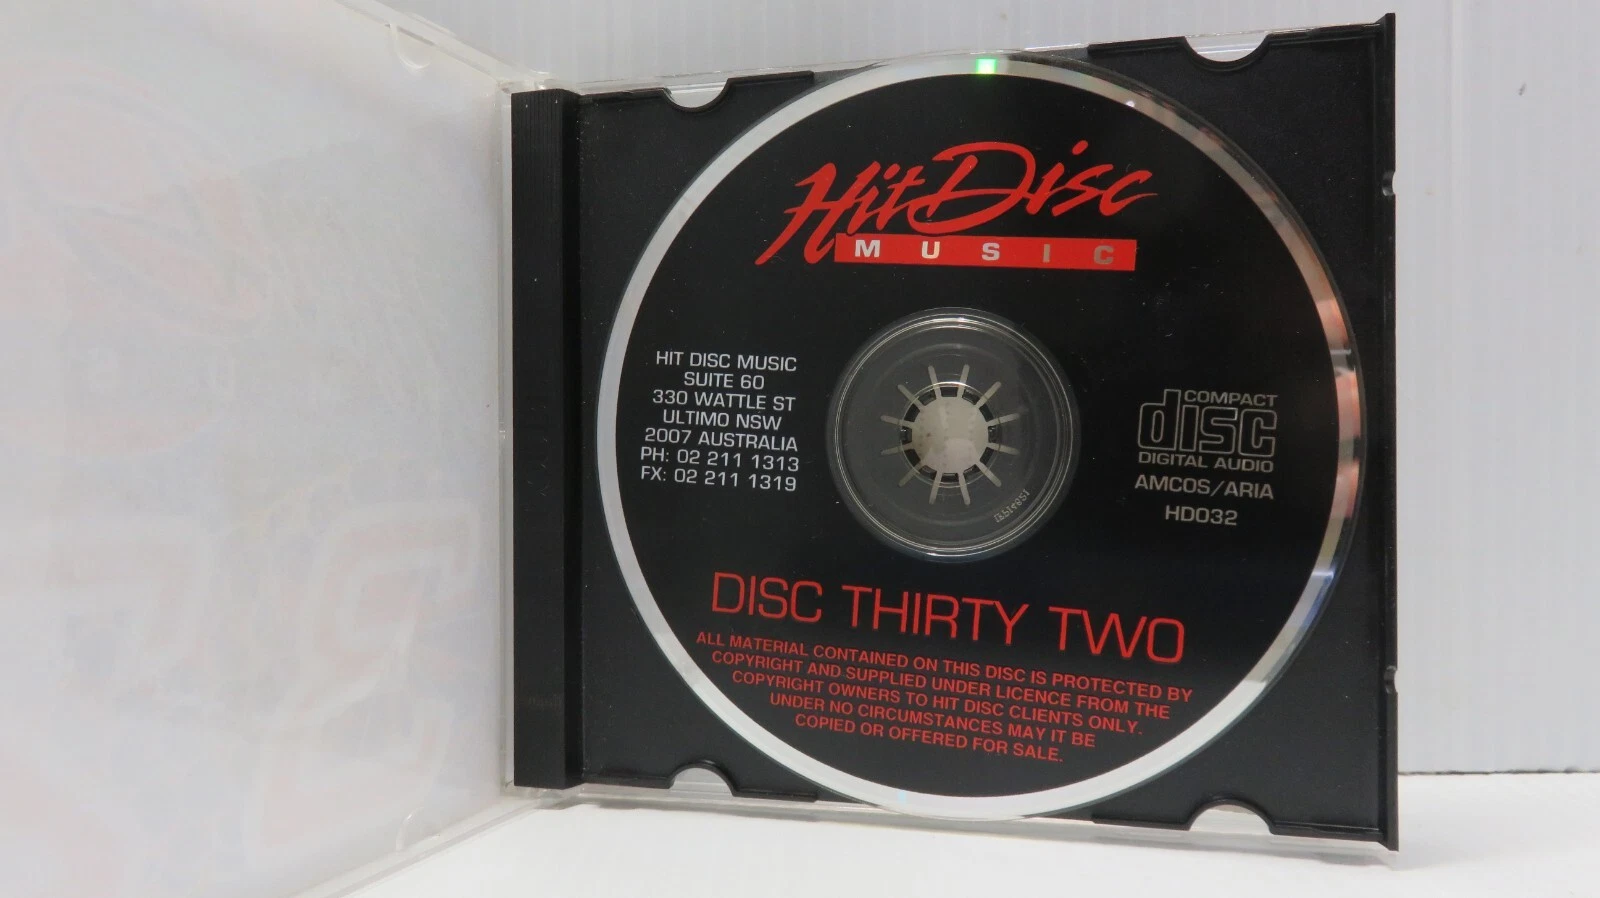 Hit Disc
MUSIC
HIT DISC MUSIC
SUITE 60
330 WATTLE ST
ULTIMO NSW
2007 AUSTRALIA
PH: 02 211 1313
FX: 02 211 1319
COMPACT
disc
DIGITAL AUDIO
AMCOS/ARIA
HD032
DISC THIRTY TWO
ALL MATERIAL CONTAINED ON THIS DISC IS PROTECTED BY
COPYRIGHT AND SUPPLIED UNDER LICENCE FROM THE
COPYRIGHT OWNERS TO HIT DISC CLIENTS ONLY.
UNDER NO CIRCUMSTANCES MAY IT BE
COPIED OR OFFERED FOR SALE.